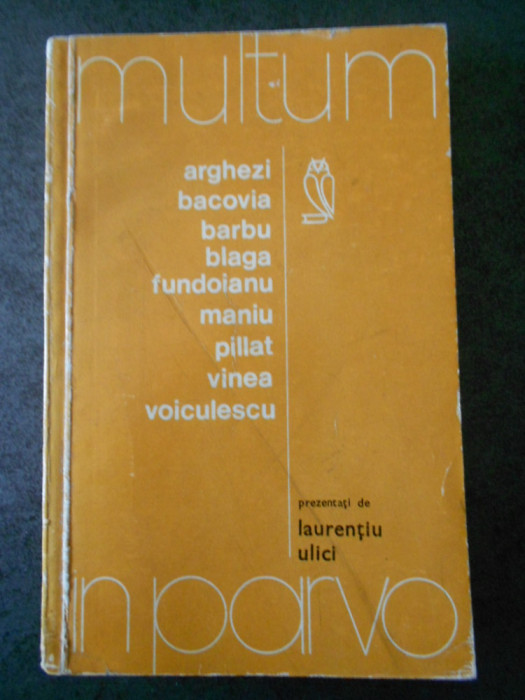 multum
arghezi
bacovia
barbu
blaga
fundoianu
maniu
pillat
vinea
voiculescu
prezentați de
laurențiu
ulici
in parvo